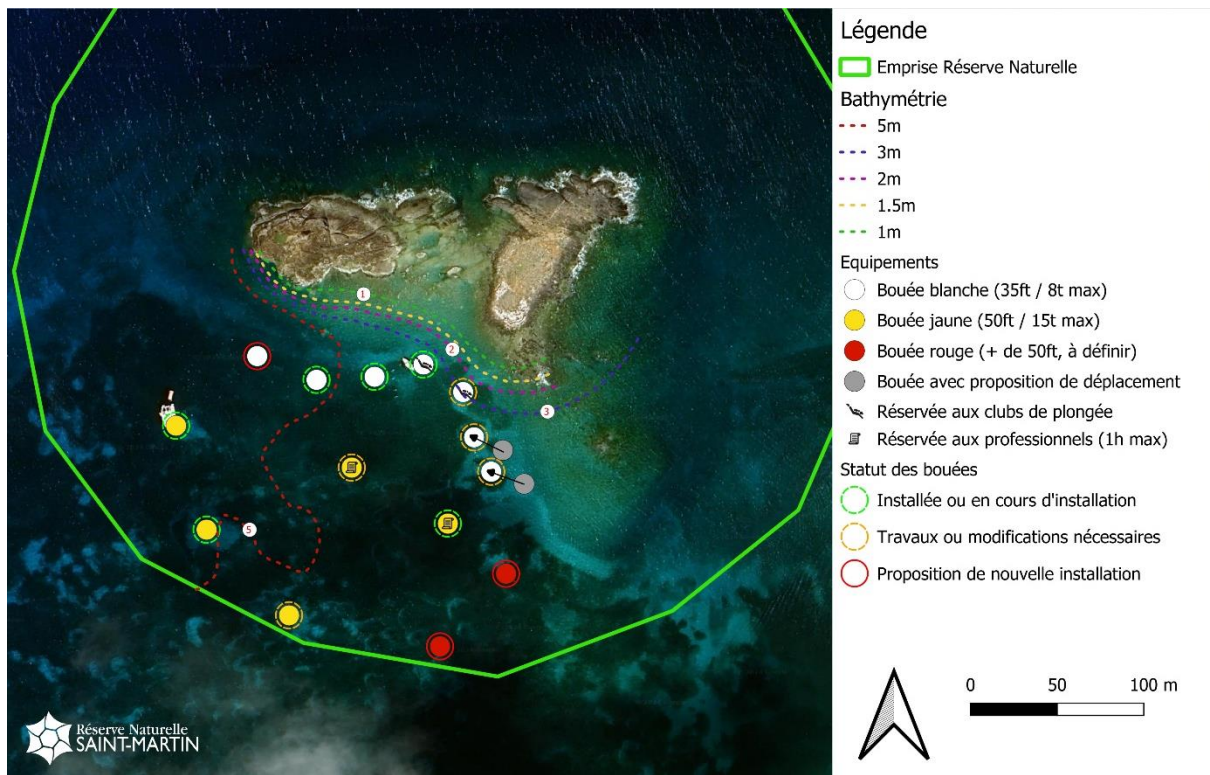 Légende
Emprise Réserve Naturelle
Bathymétrie
5m
3m
2m
1.5m
1m
Equipements
Bouée blanche (35ft / 8t max)
Bouée jaune (50ft / 15t max)
Bouée rouge (+ de 50ft, à définir)
Bouée avec proposition de déplacement
Réservée aux clubs de plongée
Réservée aux professionnels (1h max)
Statut des bouées
Installée ou en cours d'installation
Travaux ou modifications nécessaires
Proposition de nouvelle installation
0 50 100 m
1
2
3
5
Réserve Naturelle
SAINT-MARTIN